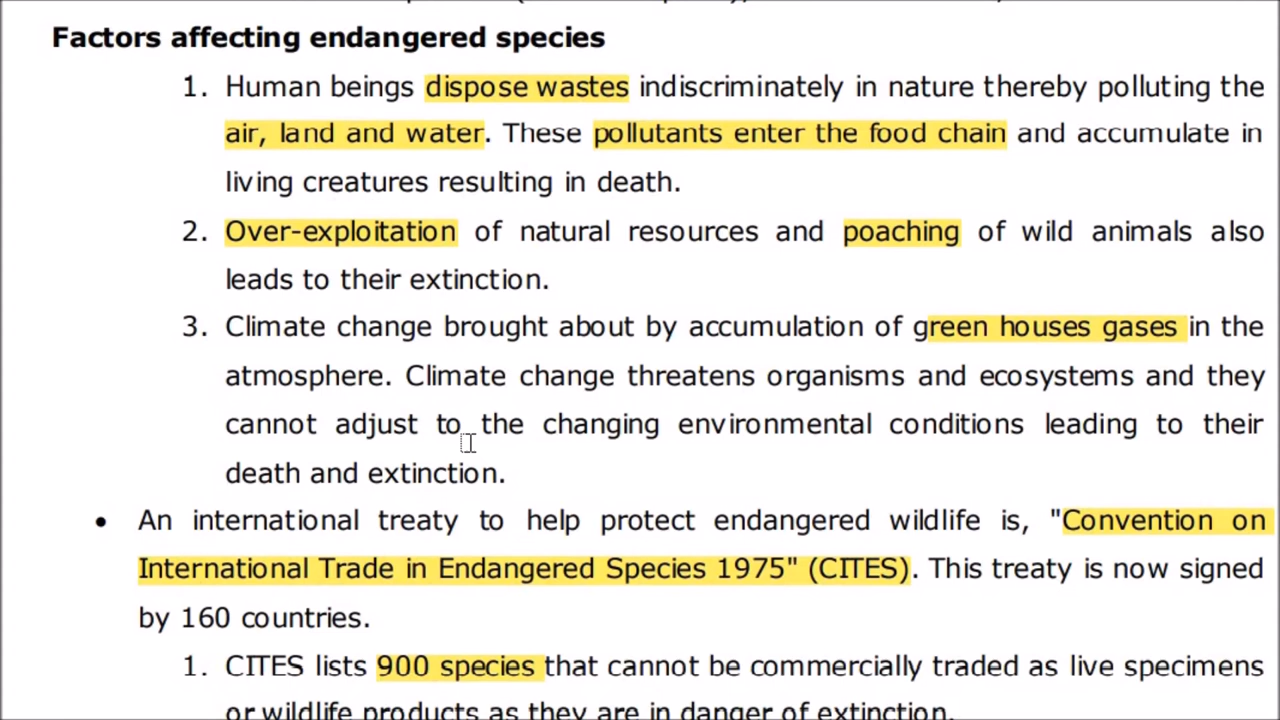 Factors affecting endangered species
1. Human beings dispose wastes indiscriminately in nature thereby polluting the
air, land and water. These pollutants enter the food chain and accumulate in
living creatures resulting in death.
2. Over-exploitation of natural resources and poaching of wild animals also
leads to their extinction.
3. Climate change brought about by accumulation of green houses gases in the
atmosphere. Climate change threatens organisms and ecosystems and they
cannot adjust to the changing environmental conditions leading to their
death and extinction.
• An international treaty to help protect endangered wildlife is, "Convention on
International Trade in Endangered Species 1975" (CITES). This treaty is now signed
by 160 countries.
1. CITES lists 900 species that cannot be commercially traded as live specimens
or wildlife products as they are in danger of extinction.